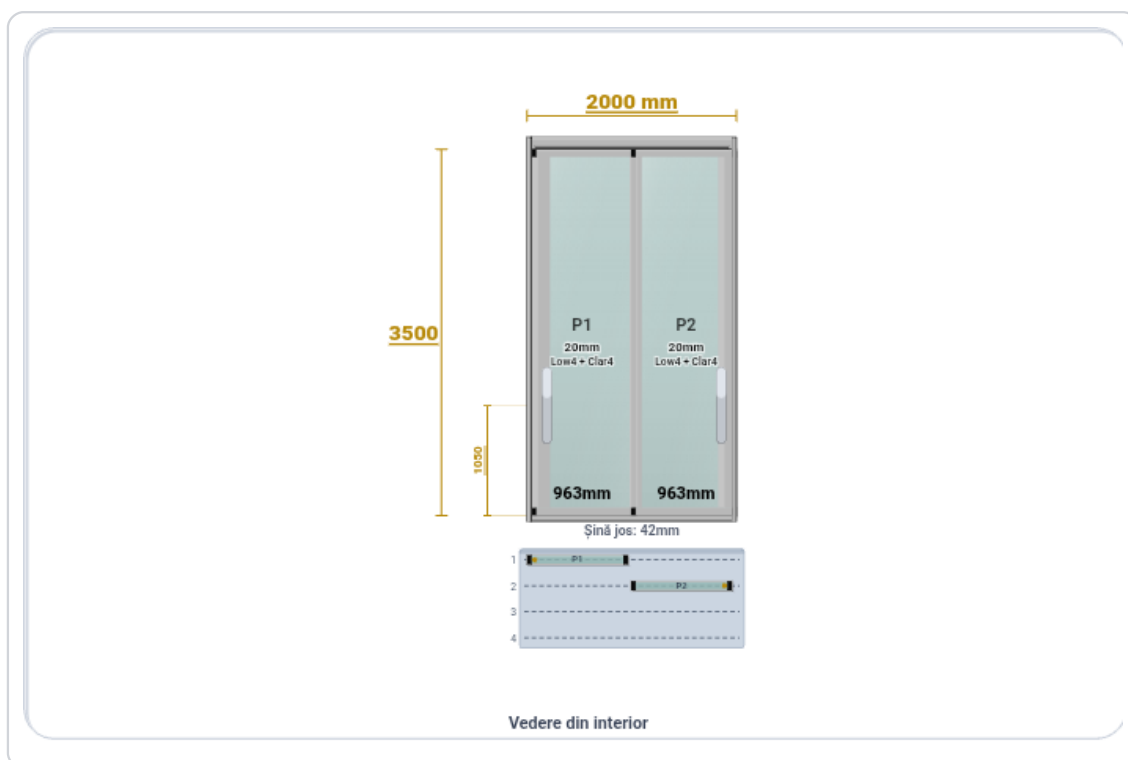 2000 mm
3500
P1
20mm
Low4 + Clar4
P2
20mm
Low4 + Clar4
1050
963mm
963mm
Șină jos: 42mm
1
P1
2
P2
3
4
Vedere din interior